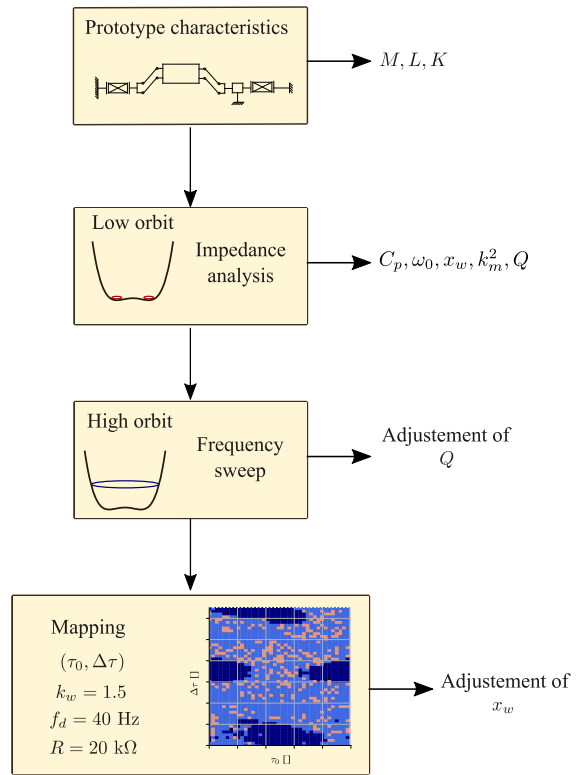 Prototype characteristics
M, L, K
Low orbit
Impedance
analysis
C_p, ω_0, x_w, k_m^2, Q
High orbit
Frequency
sweep
Adjustement of
Q
Mapping
(τ_0, Δτ)
k_w = 1.5
f_d = 40 Hz
R = 20 kΩ
Δτ []
τ_0 []
Adjustement of
x_w